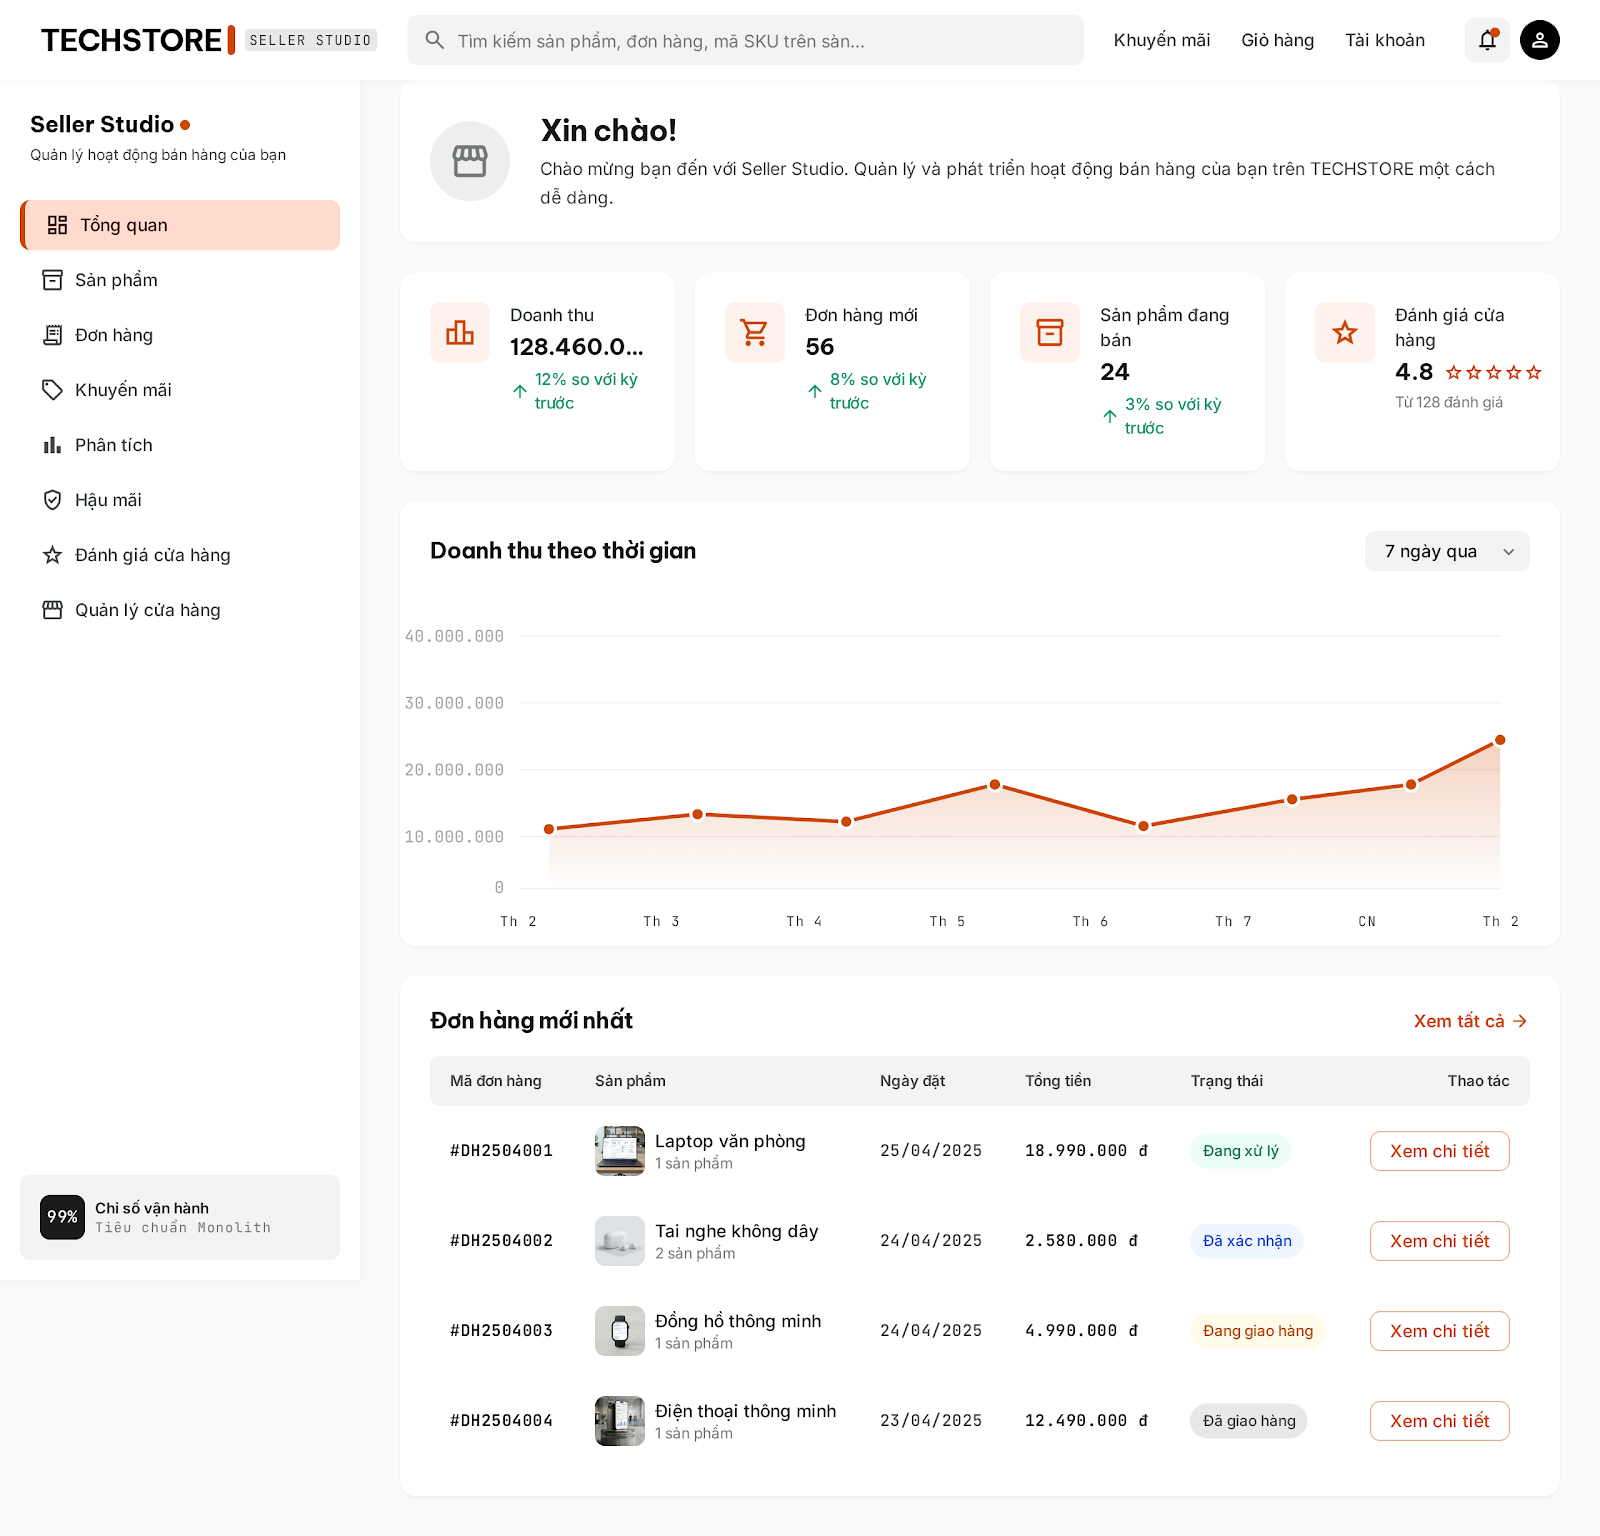 TECHSTORE SELLER STUDIO
Tìm kiếm sản phẩm, đơn hàng, mã SKU trên sàn...
Khuyến mãi Giỏ hàng Tài khoản
Seller Studio
Quản lý hoạt động bán hàng của bạn
Tổng quan
Sản phẩm
Đơn hàng
Khuyến mãi
Phân tích
Hậu mãi
Đánh giá cửa hàng
Quản lý cửa hàng
99%
Chỉ số vận hành
Tiêu chuẩn Monolith
Xin chào!
Chào mừng bạn đến với Seller Studio. Quản lý và phát triển hoạt động bán hàng của bạn trên TECHSTORE một cách
dễ dàng.
Doanh thu
128.460.0...
12% so với kỳ
trước
Đơn hàng mới
56
8% so với kỳ
trước
Sản phẩm đang
bán
24
3% so với kỳ
trước
Đánh giá cửa
hàng
4.8
Từ 128 đánh giá
Doanh thu theo thời gian
7 ngày qua
40.000.000
30.000.000
20.000.000
10.000.000
0
Th 2 Th 3 Th 4 Th 5 Th 6 Th 7 CN Th 2
Đơn hàng mới nhất
Xem tất cả
Mã đơn hàng Sản phẩm Ngày đặt Tổng tiền Trạng thái Thao tác
#DH2504001 Laptop văn phòng 25/04/2025 18.990.000 đ Đang xử lý Xem chi tiết
1 sản phẩm
#DH2504002 Tai nghe không dây 24/04/2025 2.580.000 đ Đã xác nhận Xem chi tiết
2 sản phẩm
#DH2504003 Đồng hồ thông minh 24/04/2025 4.990.000 đ Đang giao hàng Xem chi tiết
1 sản phẩm
#DH2504004 Điện thoại thông minh 23/04/2025 12.490.000 đ Đã giao hàng Xem chi tiết
1 sản phẩm